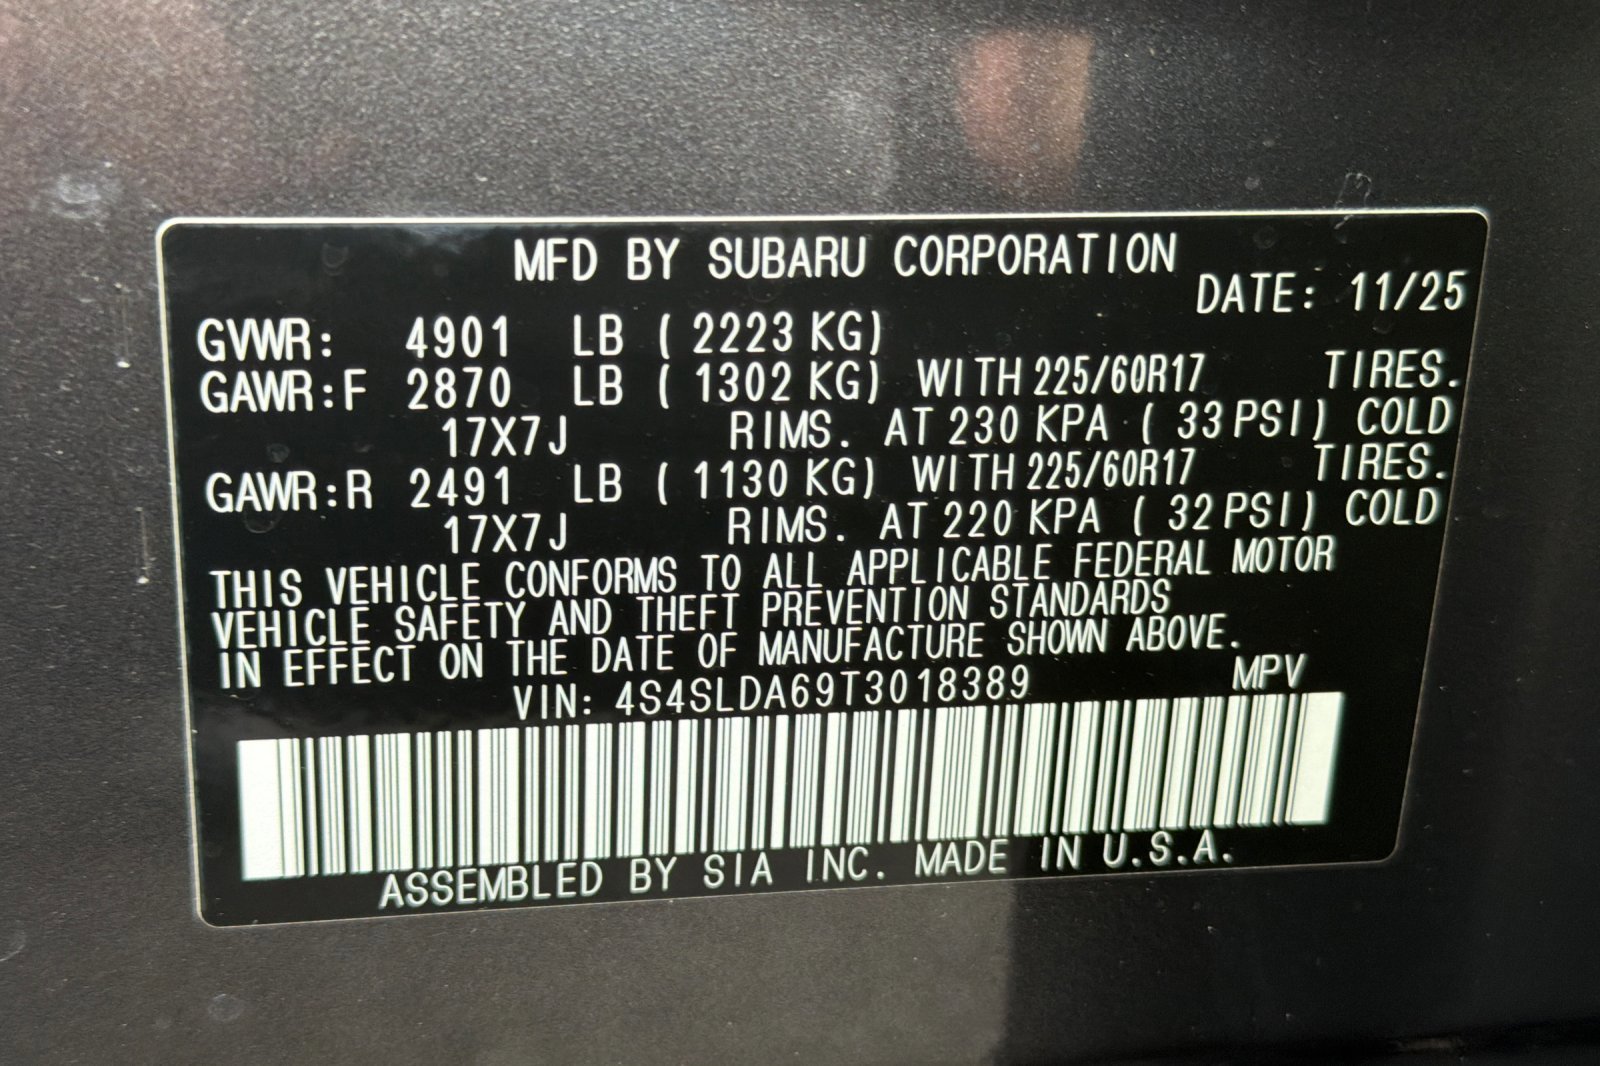 MFD BY SUBARU CORPORATION
DATE: 11/25
GVWR: 4901 LB ( 2223 KG)
GAWR:F 2870 LB ( 1302 KG) WITH 225/60R17 TIRES.
17X7J RIMS. AT 230 KPA ( 33 PSI) COLD
GAWR:R 2491 LB ( 1130 KG) WITH 225/60R17 TIRES.
17X7J RIMS. AT 220 KPA ( 32 PSI) COLD
THIS VEHICLE CONFORMS TO ALL APPLICABLE FEDERAL MOTOR
VEHICLE SAFETY AND THEFT PREVENTION STANDARDS
IN EFFECT ON THE DATE OF MANUFACTURE SHOWN ABOVE.
VIN: 4S4SLDA69T3018389 MPV
ASSEMBLED BY SIA INC. MADE IN U.S.A.